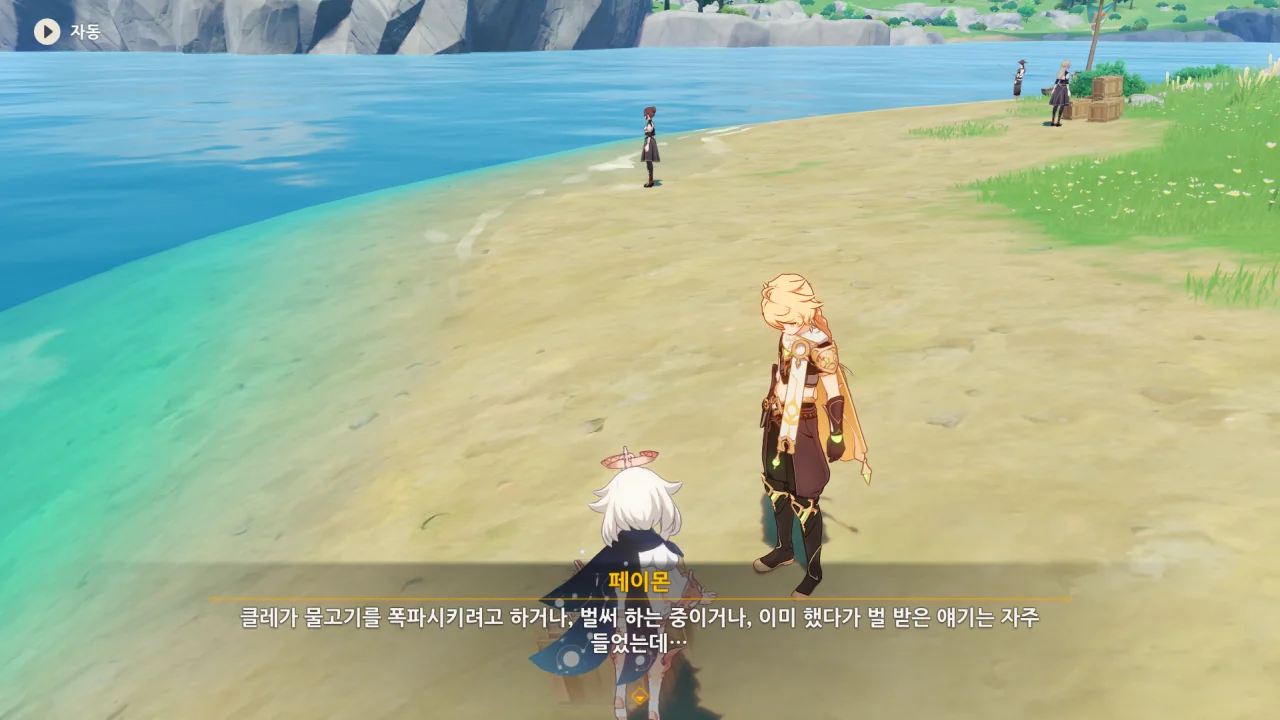 자동
페이몬
클레가 물고기를 폭파시키려고 하거나, 벌써 하는 중이거나, 이미 했다가 벌 받은 얘기는 자주
들었는데…